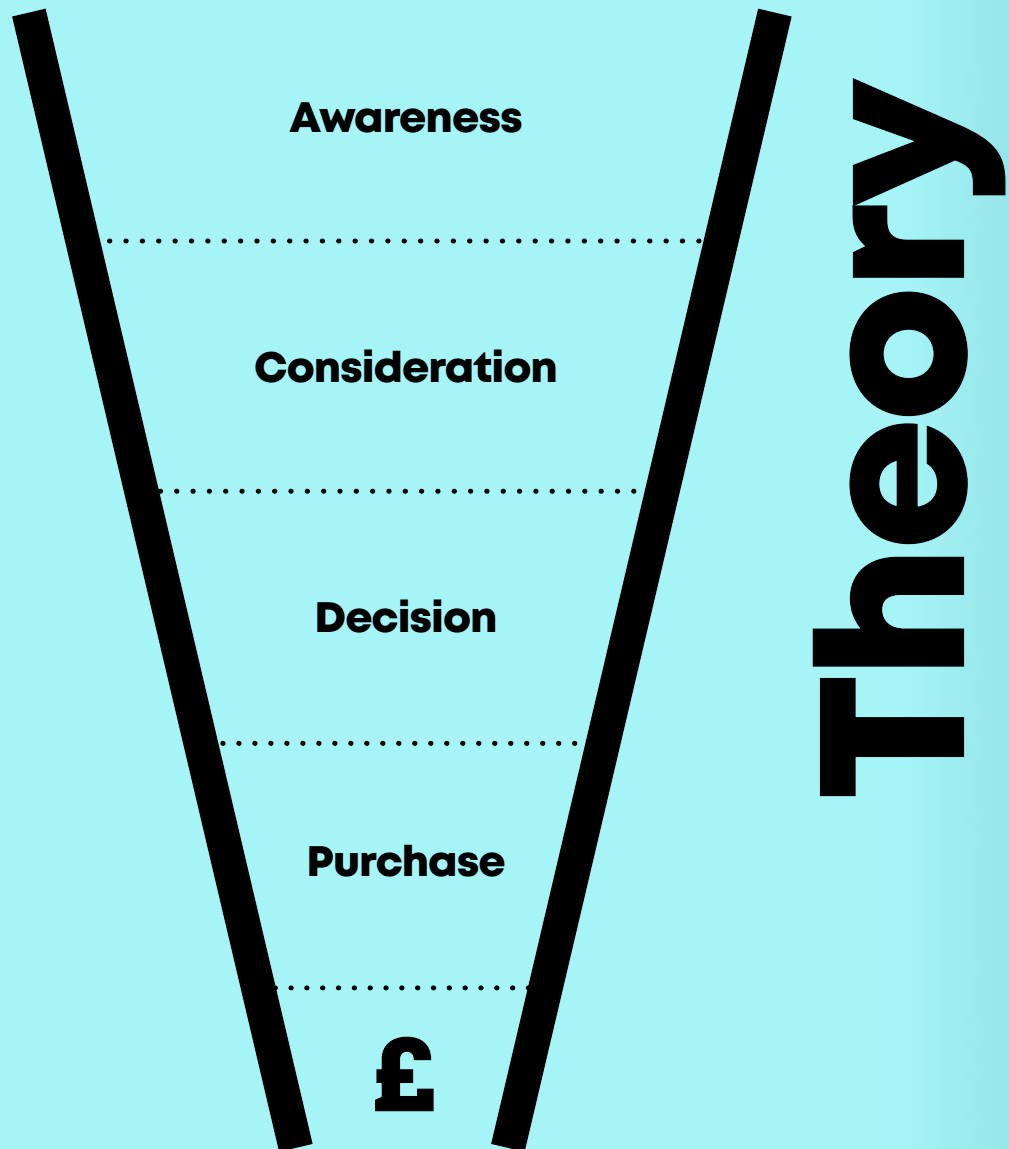 Awareness
Consideration
Decision
Purchase
£
Theory